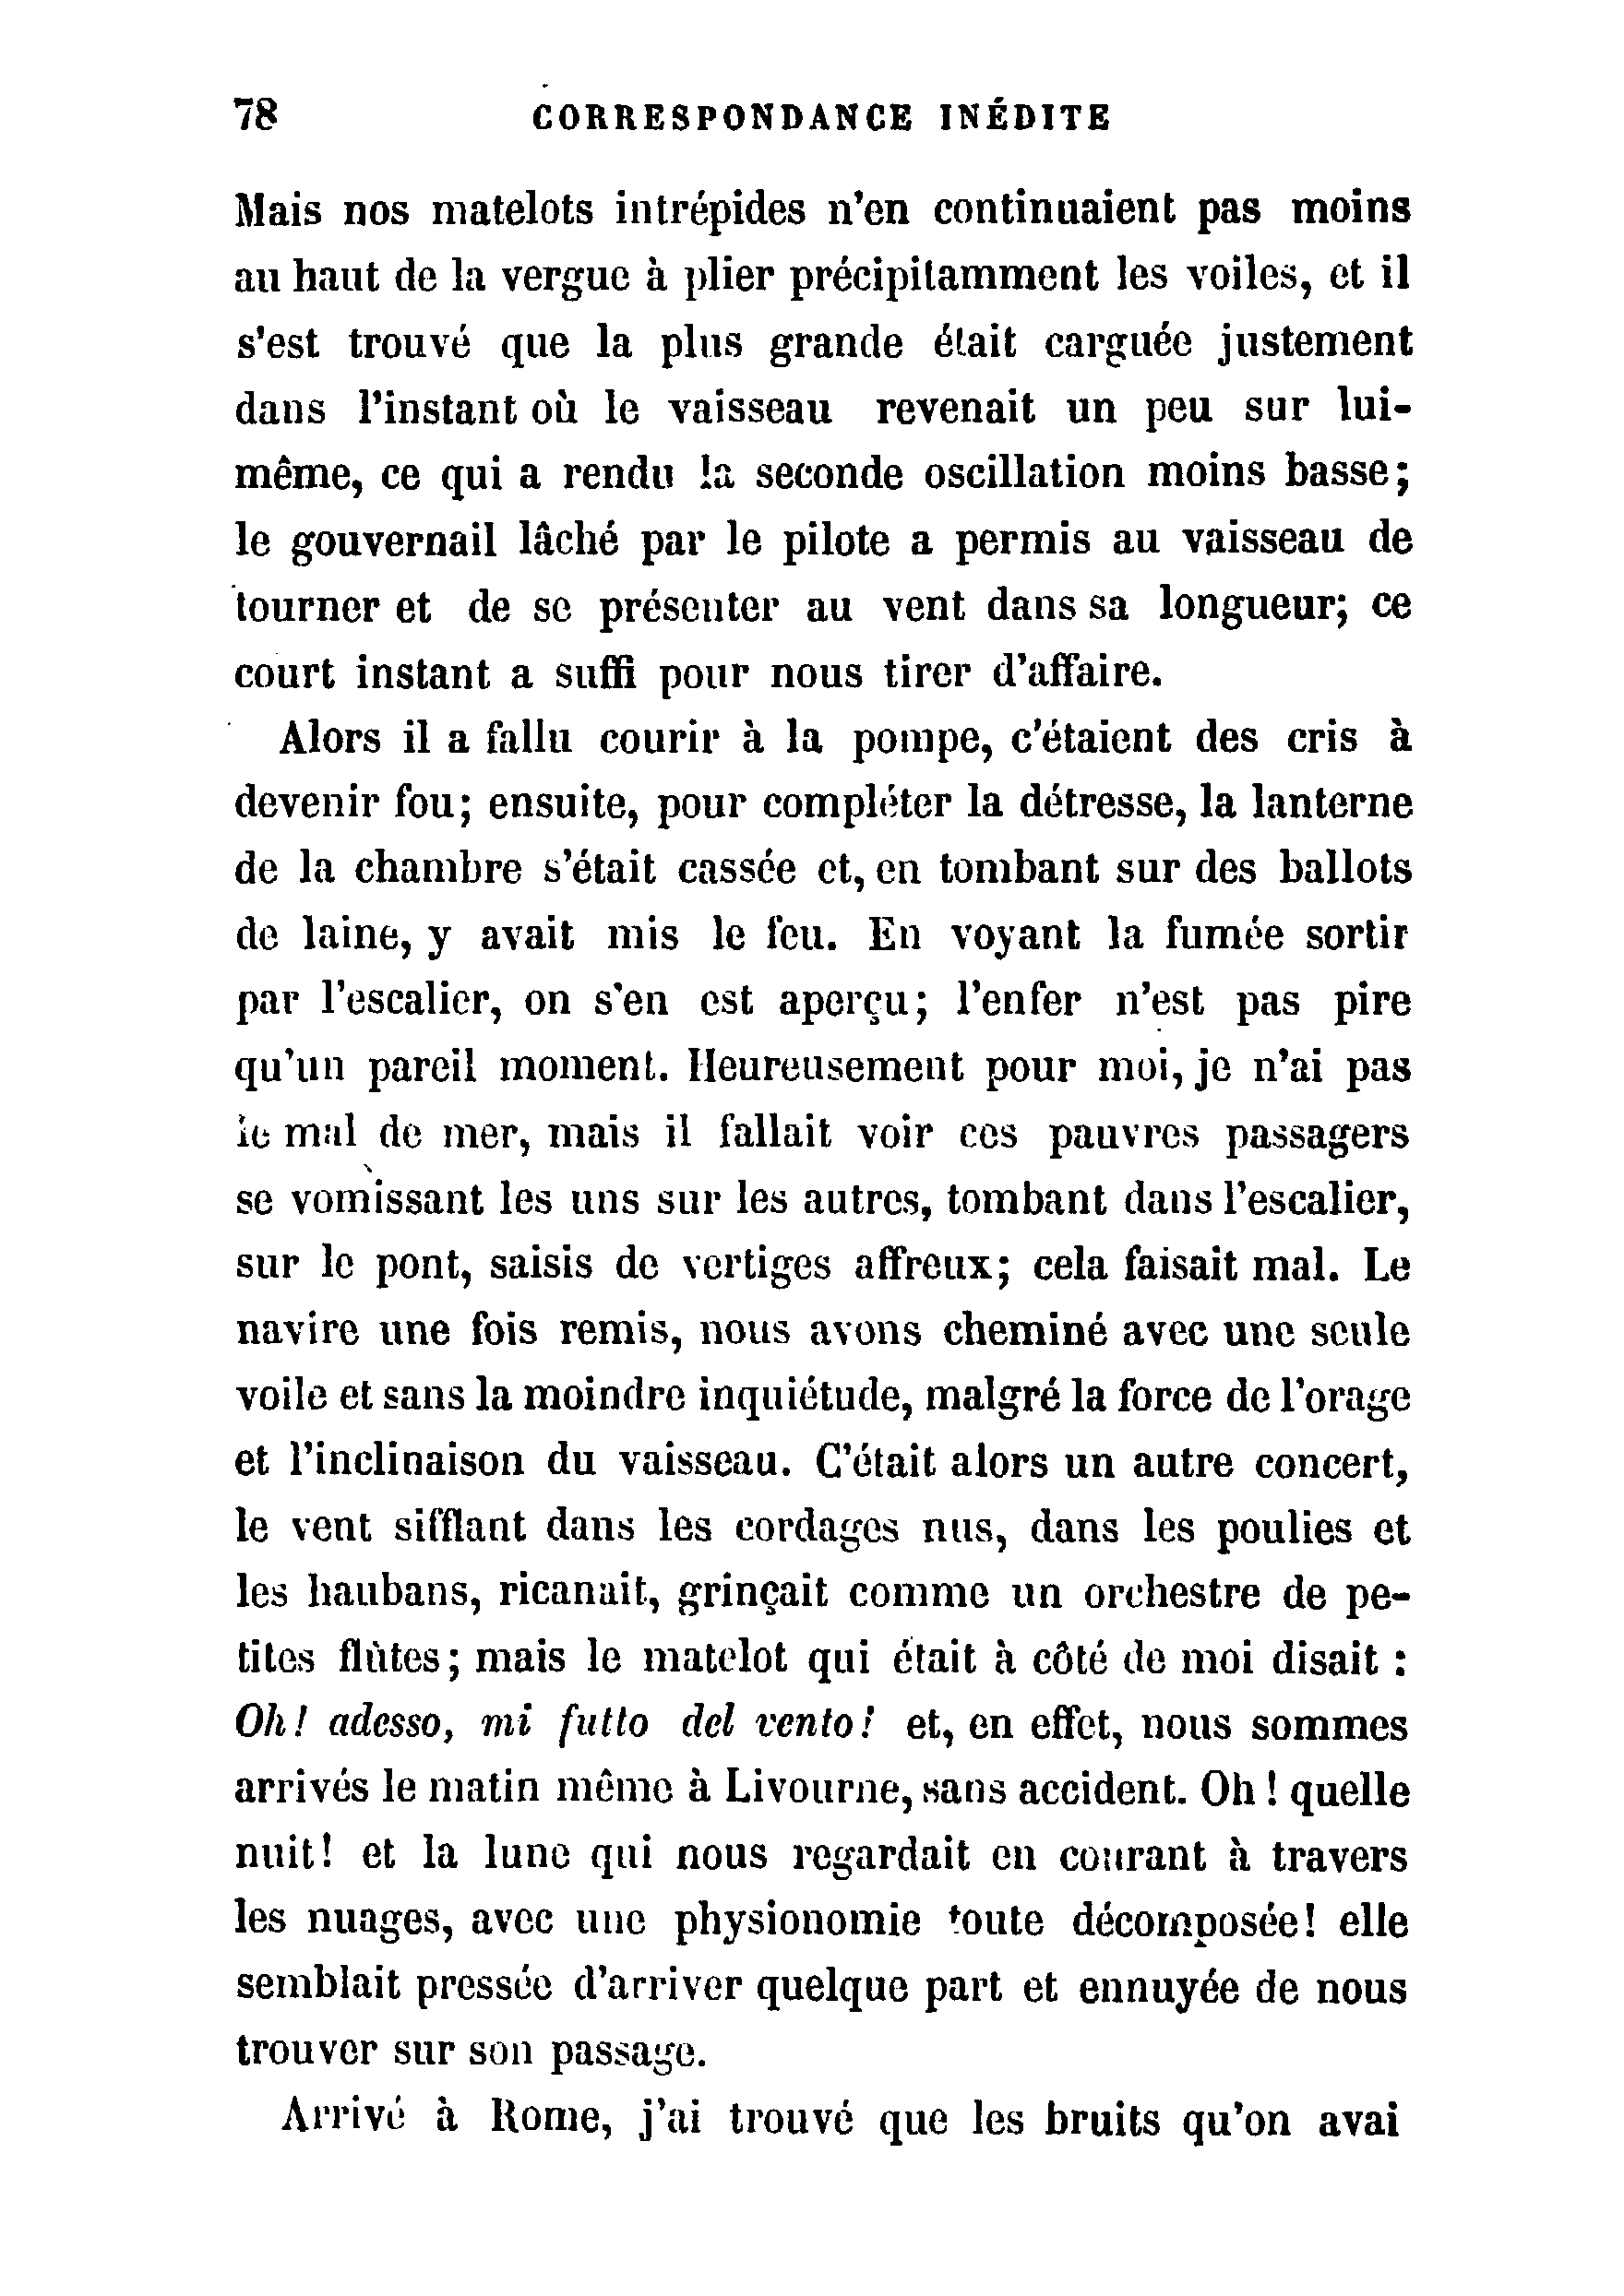 78 CORRESPONDANCE INÉDITE
Mais nos matelots intrépides n'en continuaient pas moins
au haut de la vergue à plier précipitamment les voiles, et il
s'est trouvé que la plus grande était carguée justement
dans l'instant où le vaisseau revenait un peu sur lui-
même, ce qui a rendu la seconde oscillation moins basse;
le gouvernail lâché par le pilote a permis au vaisseau de
tourner et de se présenter au vent dans sa longueur; ce
court instant a suffi pour nous tirer d'affaire.
Alors il a fallu courir à la pompe, c'étaient des cris à
devenir fou; ensuite, pour compléter la détresse, la lanterne
de la chambre s'était cassée et, en tombant sur des ballots
de laine, y avait mis le feu. En voyant la fumée sortir
par l'escalier, on s'en est aperçu; l'enfer n'est pas pire
qu'un pareil moment. Heureusement pour moi, je n'ai pas
le mal de mer, mais il fallait voir ces pauvres passagers
se vomissant les uns sur les autres, tombant dans l'escalier,
sur le pont, saisis de vertiges affreux; cela faisait mal. Le
navire une fois remis, nous avons cheminé avec une seule
voile et sans la moindre inquiétude, malgré la force de l'orage
et l'inclinaison du vaisseau. C'était alors un autre concert,
le vent sifflant dans les cordages nus, dans les poulies et
les haubans, ricanait, grinçait comme un orchestre de pe-
tites flûtes; mais le matelot qui était à côté de moi disait :
Oh! adesso, mi futto del vento! et, en effet, nous sommes
arrivés le matin même à Livourne, sans accident. Oh ! quelle
nuit! et la lune qui nous regardait en courant à travers
les nuages, avec une physionomie toute décomposée! elle
semblait pressée d'arriver quelque part et ennuyée de nous
trouver sur son passage.
Arrivé à Rome, j'ai trouvé que les bruits qu'on avai